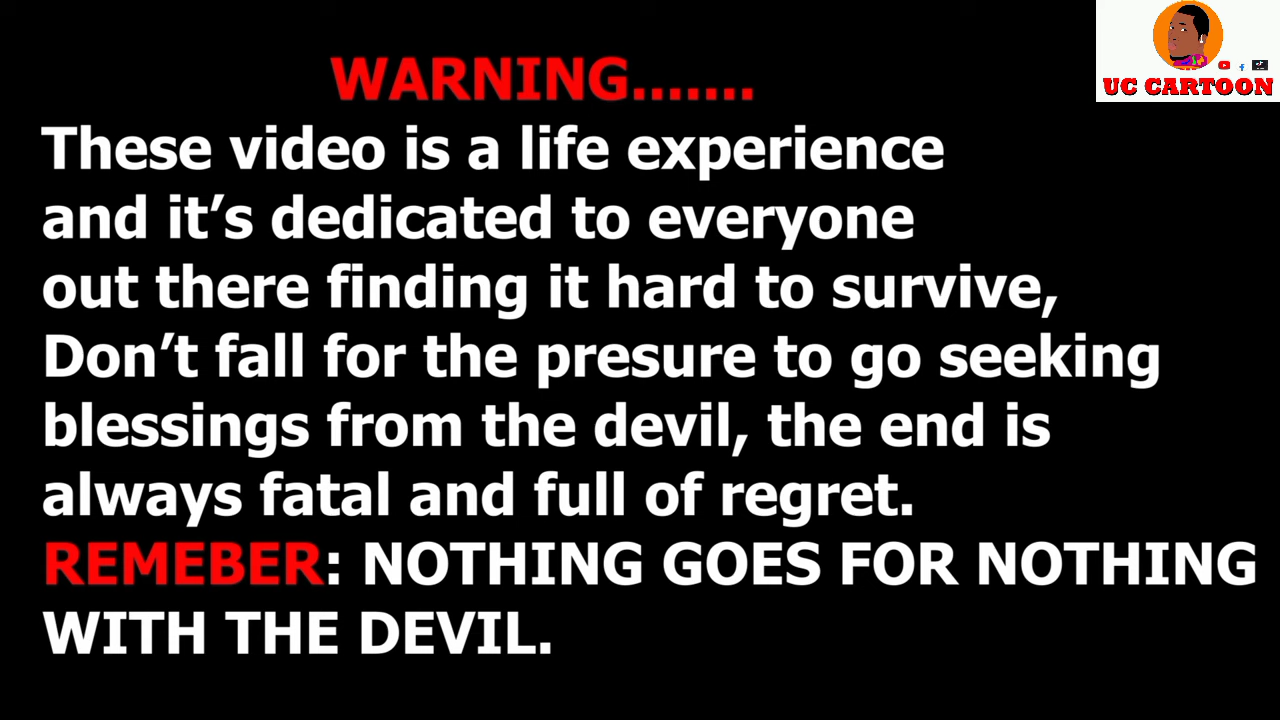 WARNING.......
These video is a life experience
and it’s dedicated to everyone
out there finding it hard to survive,
Don’t fall for the presure to go seeking
blessings from the devil, the end is
always fatal and full of regret.
REMEBER: NOTHING GOES FOR NOTHING
WITH THE DEVIL.
UC CARTOON